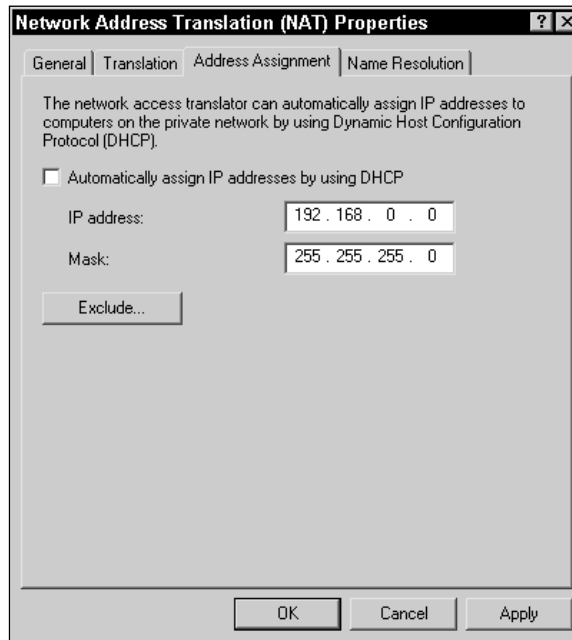 Network Address Translation (NAT) Properties
General Translation Address Assignment Name Resolution
The network access translator can automatically assign IP addresses to
computers on the private network by using Dynamic Host Configuration
Protocol (DHCP).
Automatically assign IP addresses by using DHCP
IP address: 192 . 168 . 0 . 0
Mask: 255 . 255 . 255 . 0
Exclude...
OK Cancel Apply